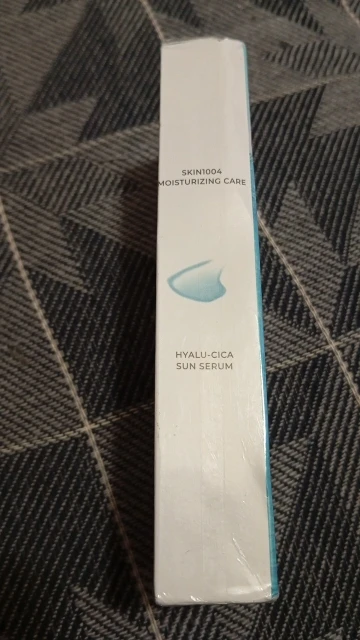 SKIN1004
MOISTURIZING CARE
HYALU-CICA
SUN SERUM